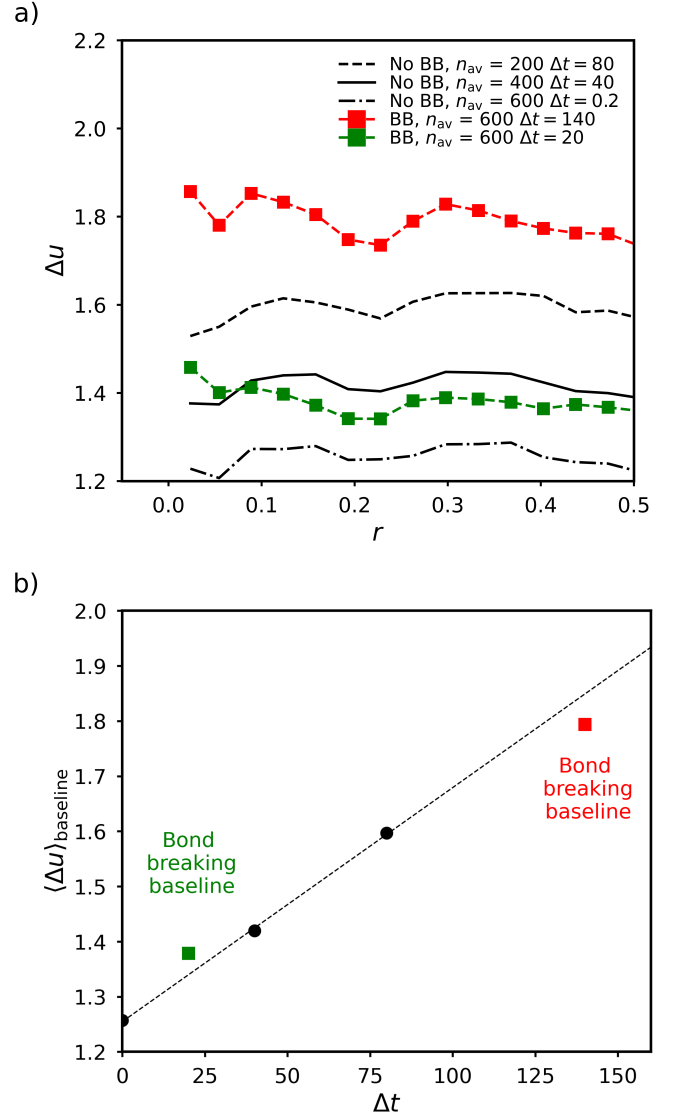 a)
2.2
2.0
1.8
1.6
1.4
1.2
Δu
No BB, n_av = 200 Δt = 80
No BB, n_av = 400 Δt = 40
No BB, n_av = 600 Δt = 0.2
BB, n_av = 600 Δt = 140
BB, n_av = 600 Δt = 20
0.0 0.1 0.2 0.3 0.4 0.5
r
b)
2.0
1.9
1.8
1.7
1.6
1.5
1.4
1.3
1.2
⟨Δu⟩baseline
Bond
breaking
baseline
Bond
breaking
baseline
0 25 50 75 100 125 150
Δt